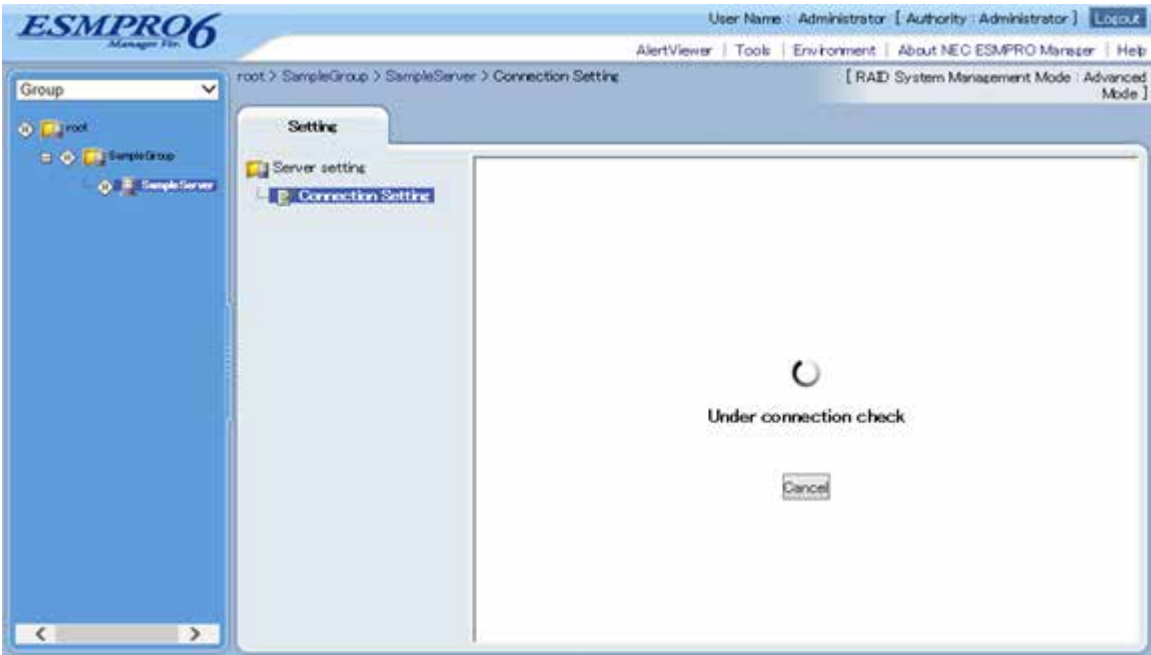 ESMPRO6
Manager Ver.
User Name : Administrator [ Authority : Administrator ] Logout
AlertViewer | Tools | Environment | About NEC ESMPRO Manager | Help
root > SampleGroup > SampleServer > Connection Setting
[ RAID System Management Mode : Advanced Mode ]
Group
root
SampleGroup
SampleServer
Setting
Server setting
Connection Setting
Under connection check
Cancel